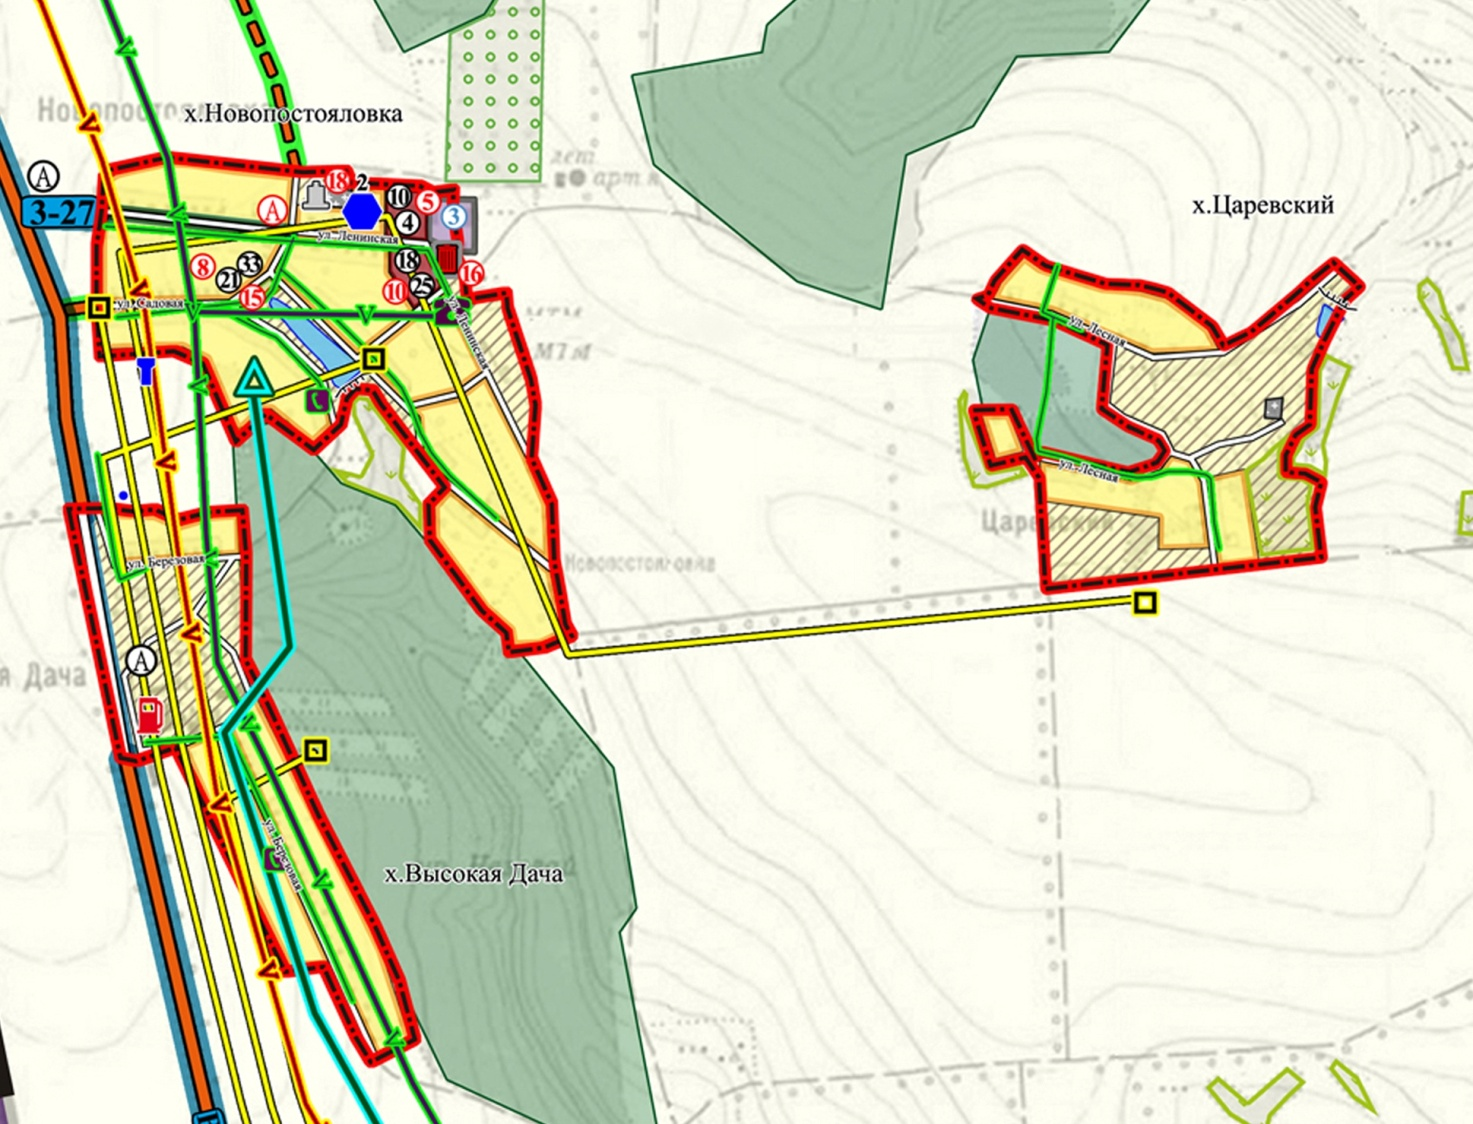 х.Новопостояловка
А
3-27
18
2
10
5
А
4
3
ул. Ленинская
8
21
33
18
16
15
10
25
ул. Садовая
ул. Ленинская
х.Царевский
ул. Лесная
ул. Лесная
Царевский
ул. Березовая
Новопостояловка
А
я Дача
ул. Березовая
х.Высокая Дача